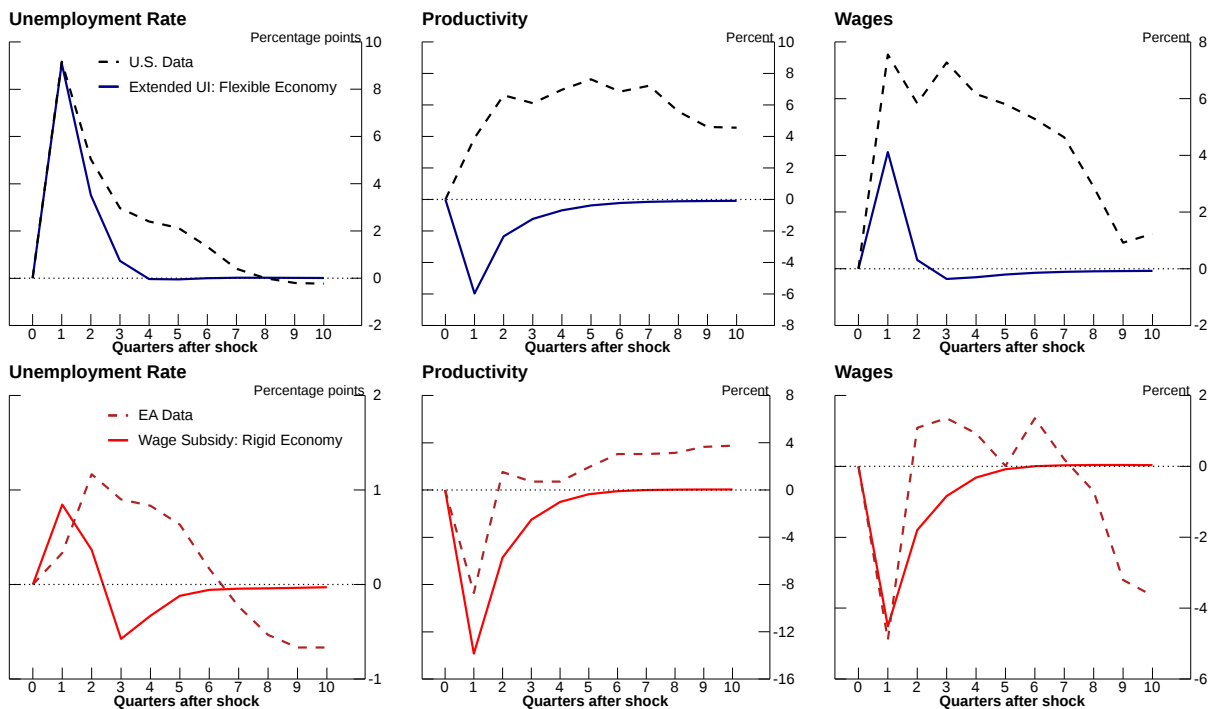 Unemployment Rate
Percentage points
10
8
6
4
2
0
-2
U.S. Data
Extended UI: Flexible Economy
0 1 2 3 4 5 6 7 8 9 10
Quarters after shock
Productivity
Percent
10
8
6
4
2
0
-2
-4
-6
-8
0 1 2 3 4 5 6 7 8 9 10
Quarters after shock
Wages
Percent
8
6
4
2
0
-2
0 1 2 3 4 5 6 7 8 9 10
Quarters after shock
Unemployment Rate
Percentage points
2
1
0
-1
EA Data
Wage Subsidy: Rigid Economy
0 1 2 3 4 5 6 7 8 9 10
Quarters after shock
Productivity
Percent
8
4
0
-4
-8
-12
-16
0 1 2 3 4 5 6 7 8 9 10
Quarters after shock
Wages
Percent
2
0
-2
-4
-6
0 1 2 3 4 5 6 7 8 9 10
Quarters after shock